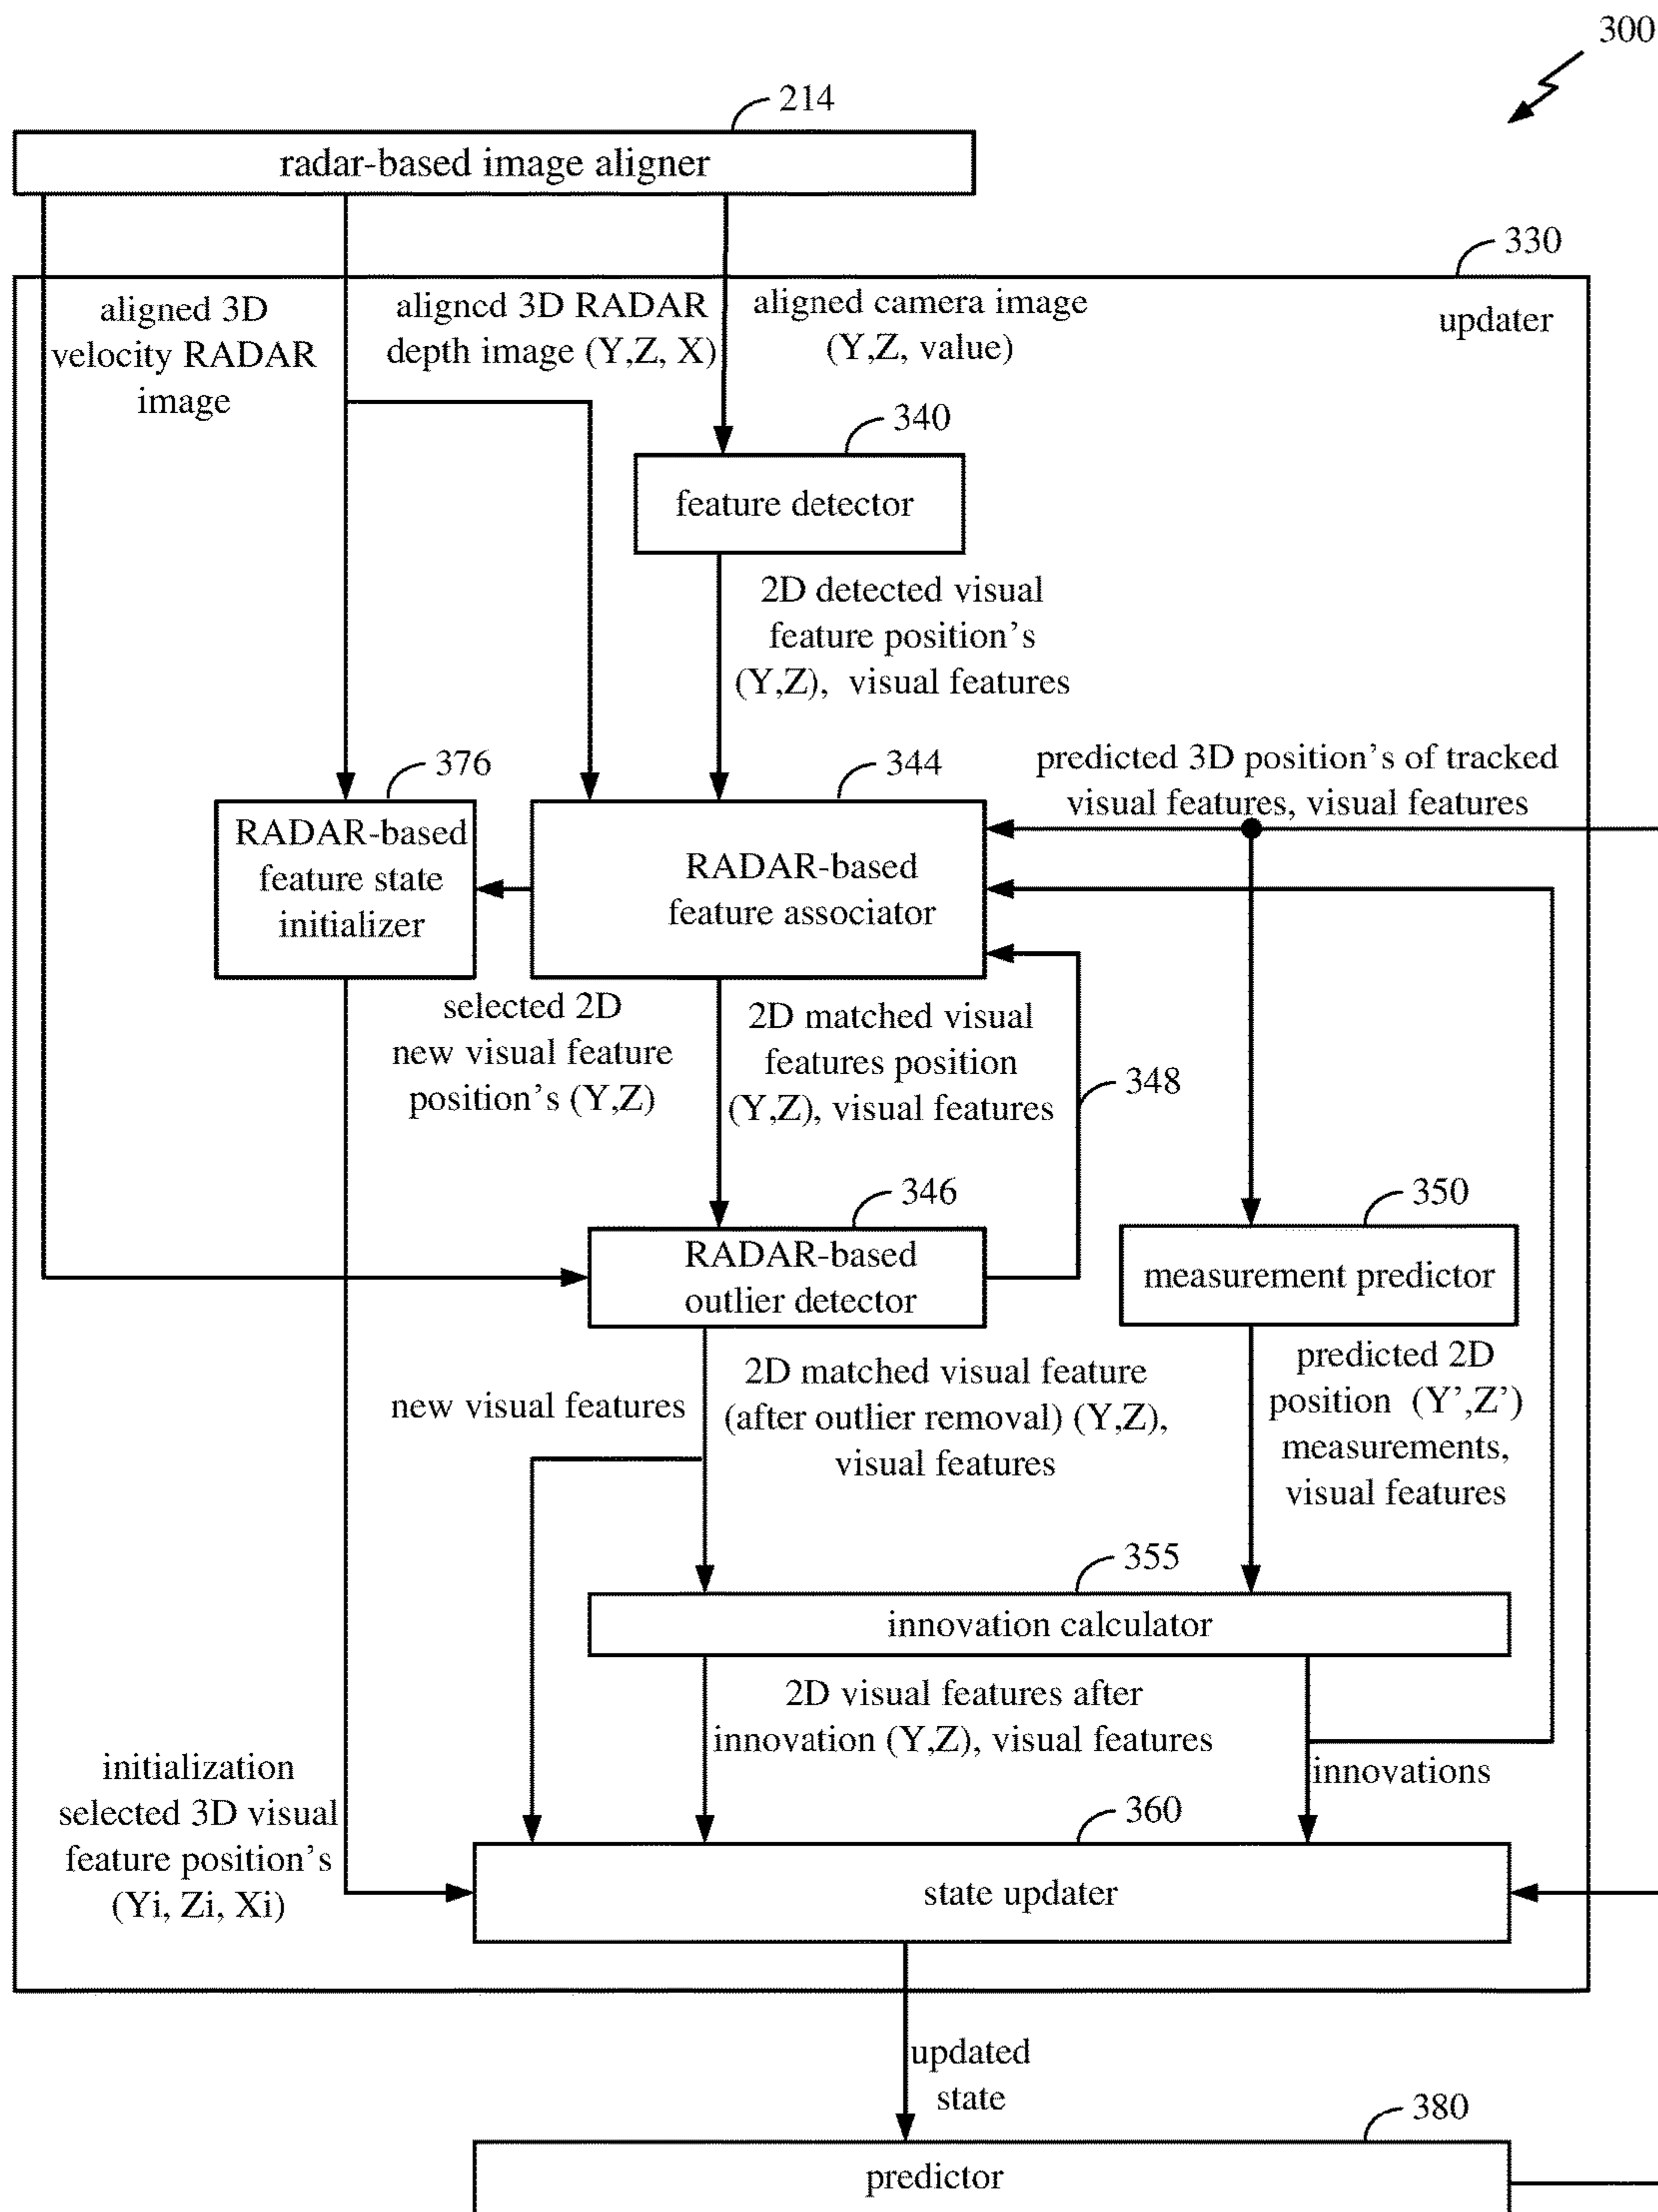 300
214
radar-based image aligner
330
updater
aligned 3D
velocity RADAR
image
aligned 3D RADAR
depth image (Y,Z, X)
aligned camera image
(Y,Z, value)
340
feature detector
2D detected visual
feature position's
(Y,Z), visual features
376
344
predicted 3D position's of tracked
visual features, visual features
RADAR-based
feature state
initializer
RADAR-based
feature associator
selected 2D
new visual feature
position's (Y,Z)
2D matched visual
features position
(Y,Z), visual features
348
346
350
RADAR-based
outlier detector
measurement predictor
new visual features
2D matched visual feature
(after outlier removal) (Y,Z),
visual features
predicted 2D
position (Y',Z')
measurements,
visual features
355
innovation calculator
2D visual features after
innovation (Y,Z), visual features
innovations
initialization
selected 3D visual
feature position's
(Yi, Zi, Xi)
360
state updater
updated
state
380
predictor